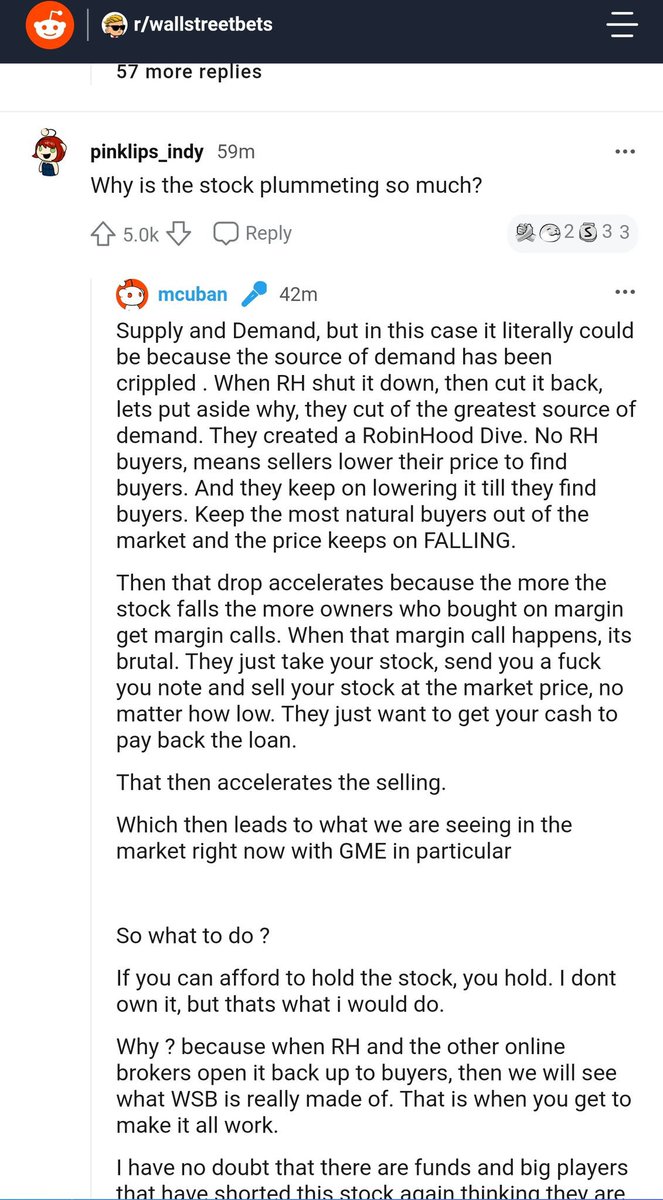 r/wallstreetbets
57 more replies
pinklips_indy 59m
Why is the stock plummeting so much?
5.0k Reply 2 S 3 3
mcuban 42m
Supply and Demand, but in this case it literally could
be because the source of demand has been
crippled . When RH shut it down, then cut it back,
lets put aside why, they cut of the greatest source of
demand. They created a RobinHood Dive. No RH
buyers, means sellers lower their price to find
buyers. And they keep on lowering it till they find
buyers. Keep the most natural buyers out of the
market and the price keeps on FALLING.
Then that drop accelerates because the more the
stock falls the more owners who bought on margin
get margin calls. When that margin call happens, its
brutal. They just take your stock, send you a fuck
you note and sell your stock at the market price, no
matter how low. They just want to get your cash to
pay back the loan.
That then accelerates the selling.
Which then leads to what we are seeing in the
market right now with GME in particular
So what to do ?
If you can afford to hold the stock, you hold. I dont
own it, but thats what i would do.
Why ? because when RH and the other online
brokers open it back up to buyers, then we will see
what WSB is really made of. That is when you get to
make it all work.
I have no doubt that there are funds and big players
that have shorted this stock again thinking they are